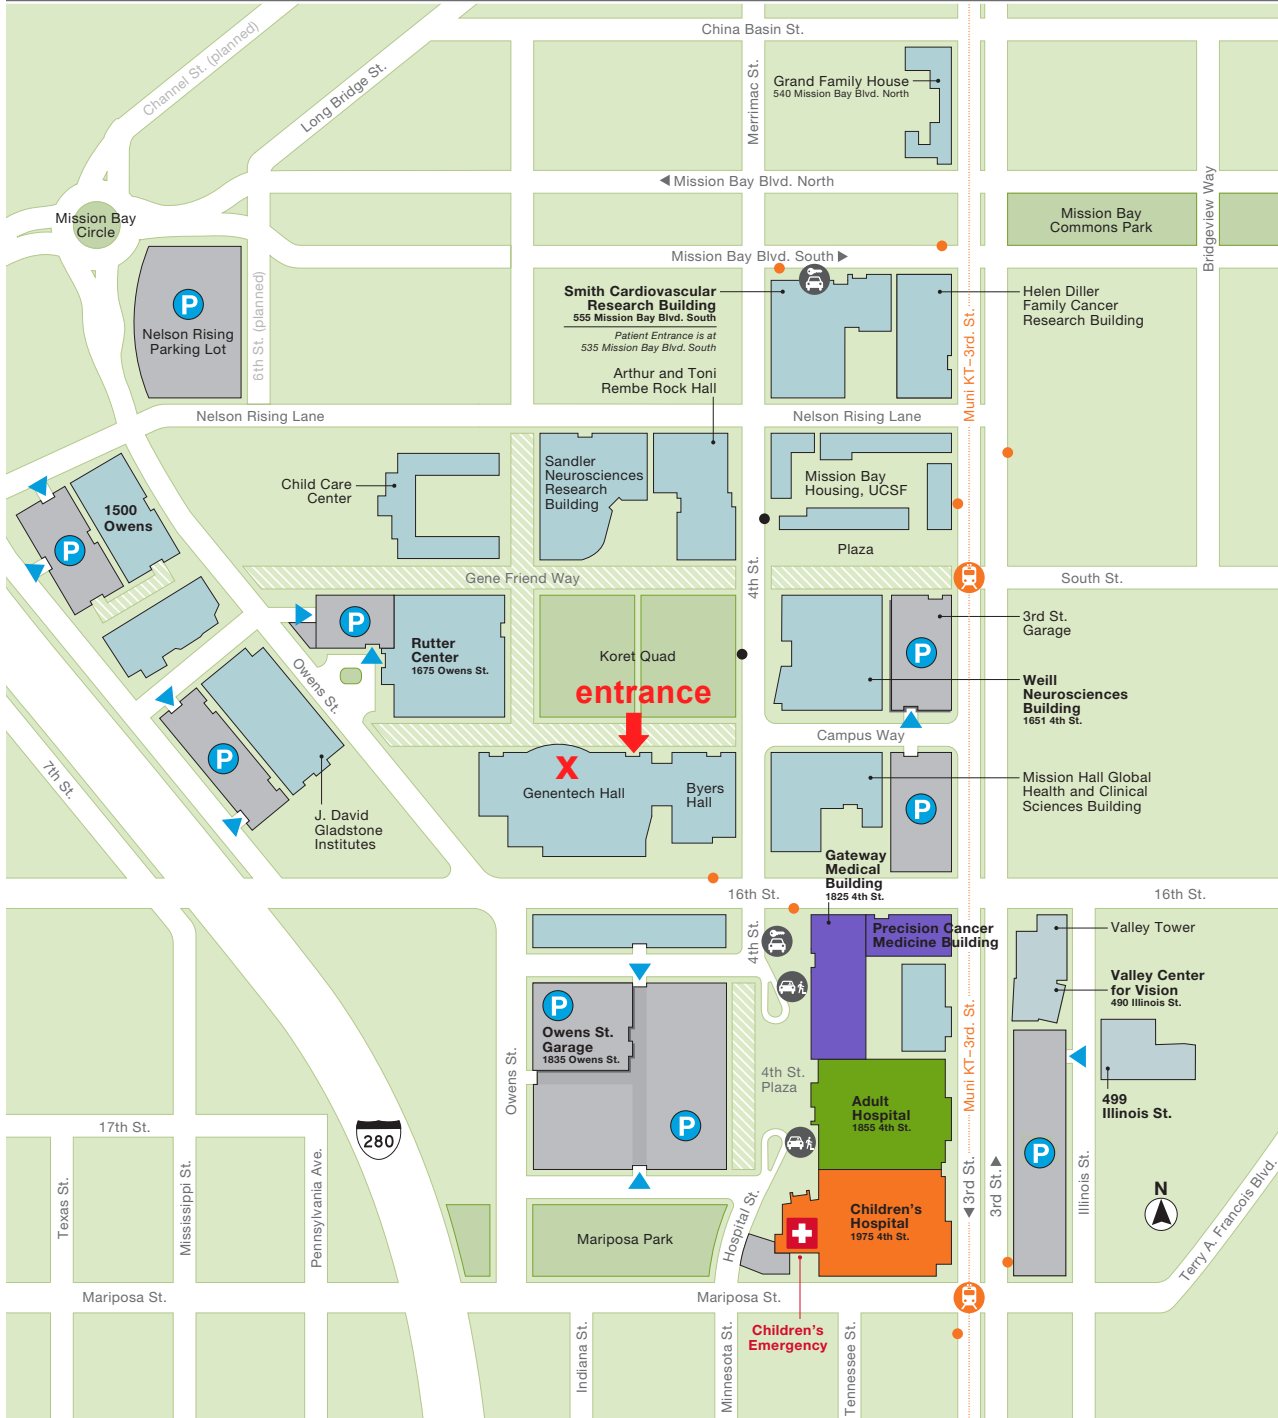 China Basin St.
Channel St. (planned)
Long Bridge St.
Merrimac St.
Grand Family House
540 Mission Bay Blvd. North
Mission Bay Blvd. North
Bridgeview Way
Mission Bay
Circle
Mission Bay
Commons Park
Mission Bay Blvd. South
P
Nelson Rising
Parking Lot
6th St. (planned)
Smith Cardiovascular
Research Building
555 Mission Bay Blvd. South
Patient Entrance is at
535 Mission Bay Blvd. South
Helen Diller
Family Cancer
Research Building
Muni KT–3rd. St.
Arthur and Toni
Rembe Rock Hall
Nelson Rising Lane
Nelson Rising Lane
Child Care
Center
Sandler
Neurosciences
Research
Building
Mission Bay
Housing, UCSF
1500
Owens
P
Plaza
4th St.
Gene Friend Way
South St.
P
Rutter
Center
1675 Owens St.
Koret Quad
entrance
P
3rd St.
Garage
Weill
Neurosciences
Building
1651 4th St.
Owens St.
Campus Way
7th St.
P
J. David
Gladstone
Institutes
X
Genentech Hall
Byers
Hall
P
Mission Hall Global
Health and Clinical
Sciences Building
Gateway
Medical
Building
1825 4th St.
16th St.
16th St.
4th St.
Precision Cancer
Medicine Building
Valley Tower
Valley Center
for Vision
490 Illinois St.
P
Owens St.
Garage
1835 Owens St.
Owens St.
4th St.
Plaza
Muni KT–3rd. St.
499
Illinois St.
Adult
Hospital
1855 4th St.
P
P
17th St.
280
Texas St.
Mississippi St.
Pennsylvania Ave.
3rd St.
3rd St.
Illinois St.
N
Terry A. Francois Blvd.
Mariposa Park
Hospital St.
Children's
Hospital
1975 4th St.
Mariposa St.
Mariposa St.
Children's
Emergency
Indiana St.
Minnesota St.
Tennessee St.